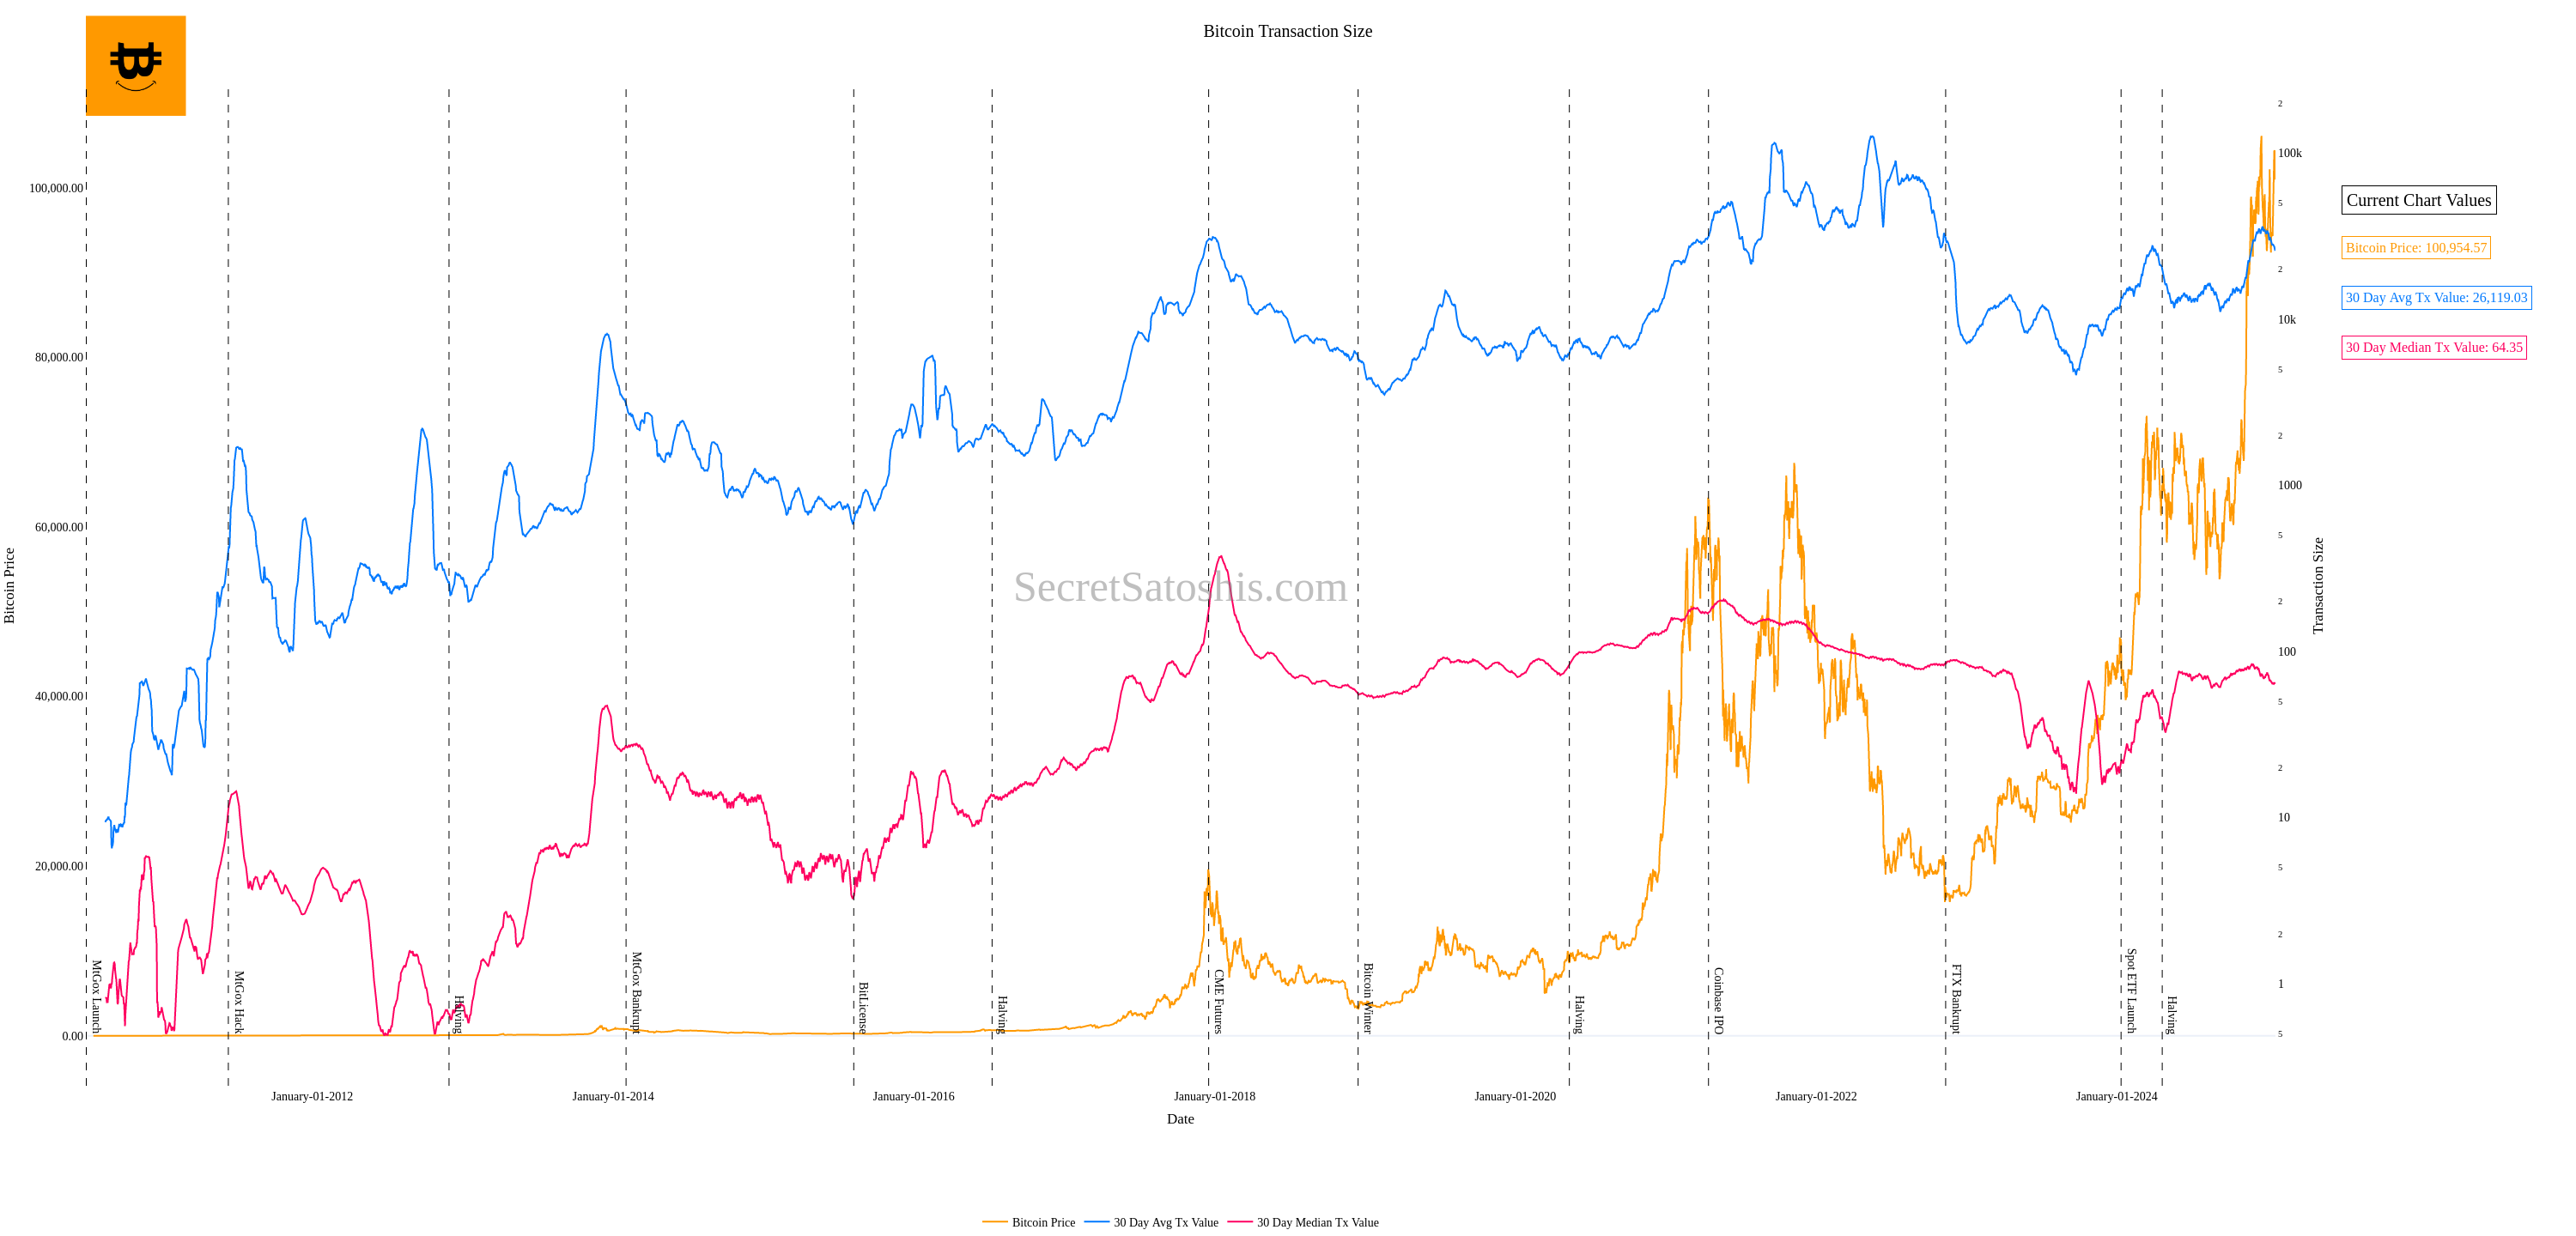 Bitcoin Transaction Size
100,000.00
80,000.00
60,000.00
40,000.00
20,000.00
0.00
Bitcoin Price
2
100k
5
2
10k
5
2
1000
5
2
100
5
2
10
5
2
1
5
Transaction Size
Current Chart Values
Bitcoin Price: 100,954.57
30 Day Avg Tx Value: 26,119.03
30 Day Median Tx Value: 64.35
SecretSatoshis.com
MtGox Launch
MtGox Hack
Halving
MtGox Bankrupt
BitLicense
Halving
CME Futures
Bitcoin Winter
Halving
Coinbase IPO
FTX Bankrupt
Spot ETF Launch
Halving
January-01-2012
January-01-2014
January-01-2016
January-01-2018
January-01-2020
January-01-2022
January-01-2024
Date
Bitcoin Price
30 Day Avg Tx Value
30 Day Median Tx Value